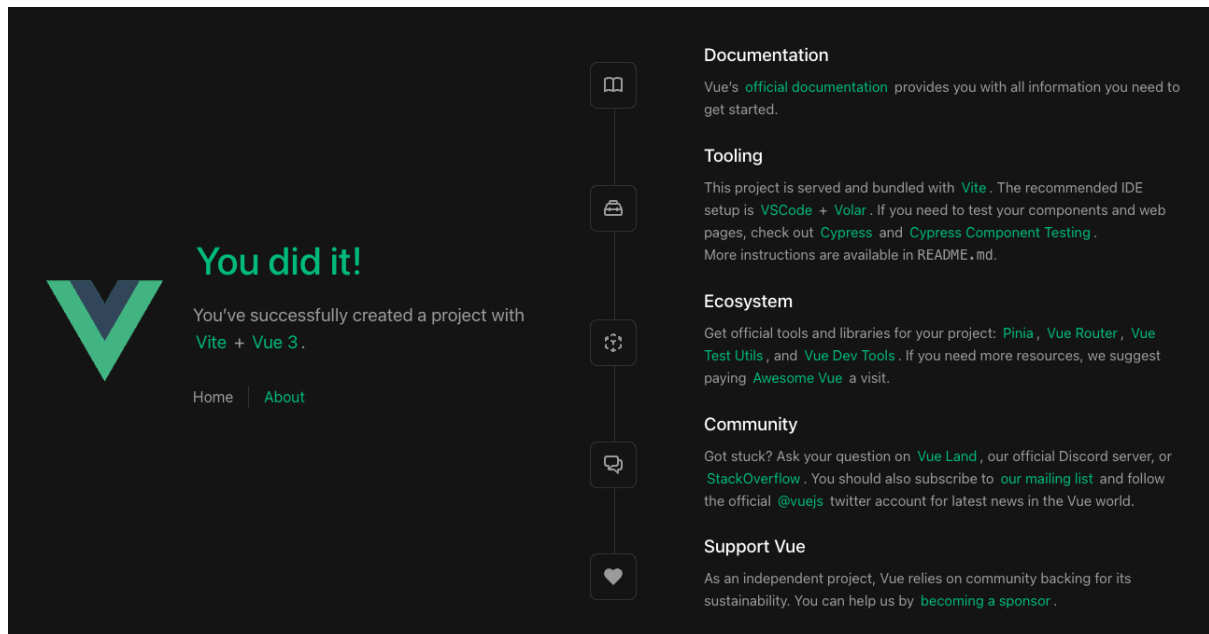 You did it!
You’ve successfully created a project with
Vite + Vue 3.
Home
About
Documentation
Vue’s official documentation provides you with all information you need to
get started.
Tooling
This project is served and bundled with Vite. The recommended IDE
setup is VSCode + Volar. If you need to test your components and web
pages, check out Cypress and Cypress Component Testing.
More instructions are available in README.md.
Ecosystem
Get official tools and libraries for your project: Pinia, Vue Router, Vue
Test Utils, and Vue Dev Tools. If you need more resources, we suggest
paying Awesome Vue a visit.
Community
Got stuck? Ask your question on Vue Land, our official Discord server, or
StackOverflow. You should also subscribe to our mailing list and follow
the official @vuejs twitter account for latest news in the Vue world.
Support Vue
As an independent project, Vue relies on community backing for its
sustainability. You can help us by becoming a sponsor.